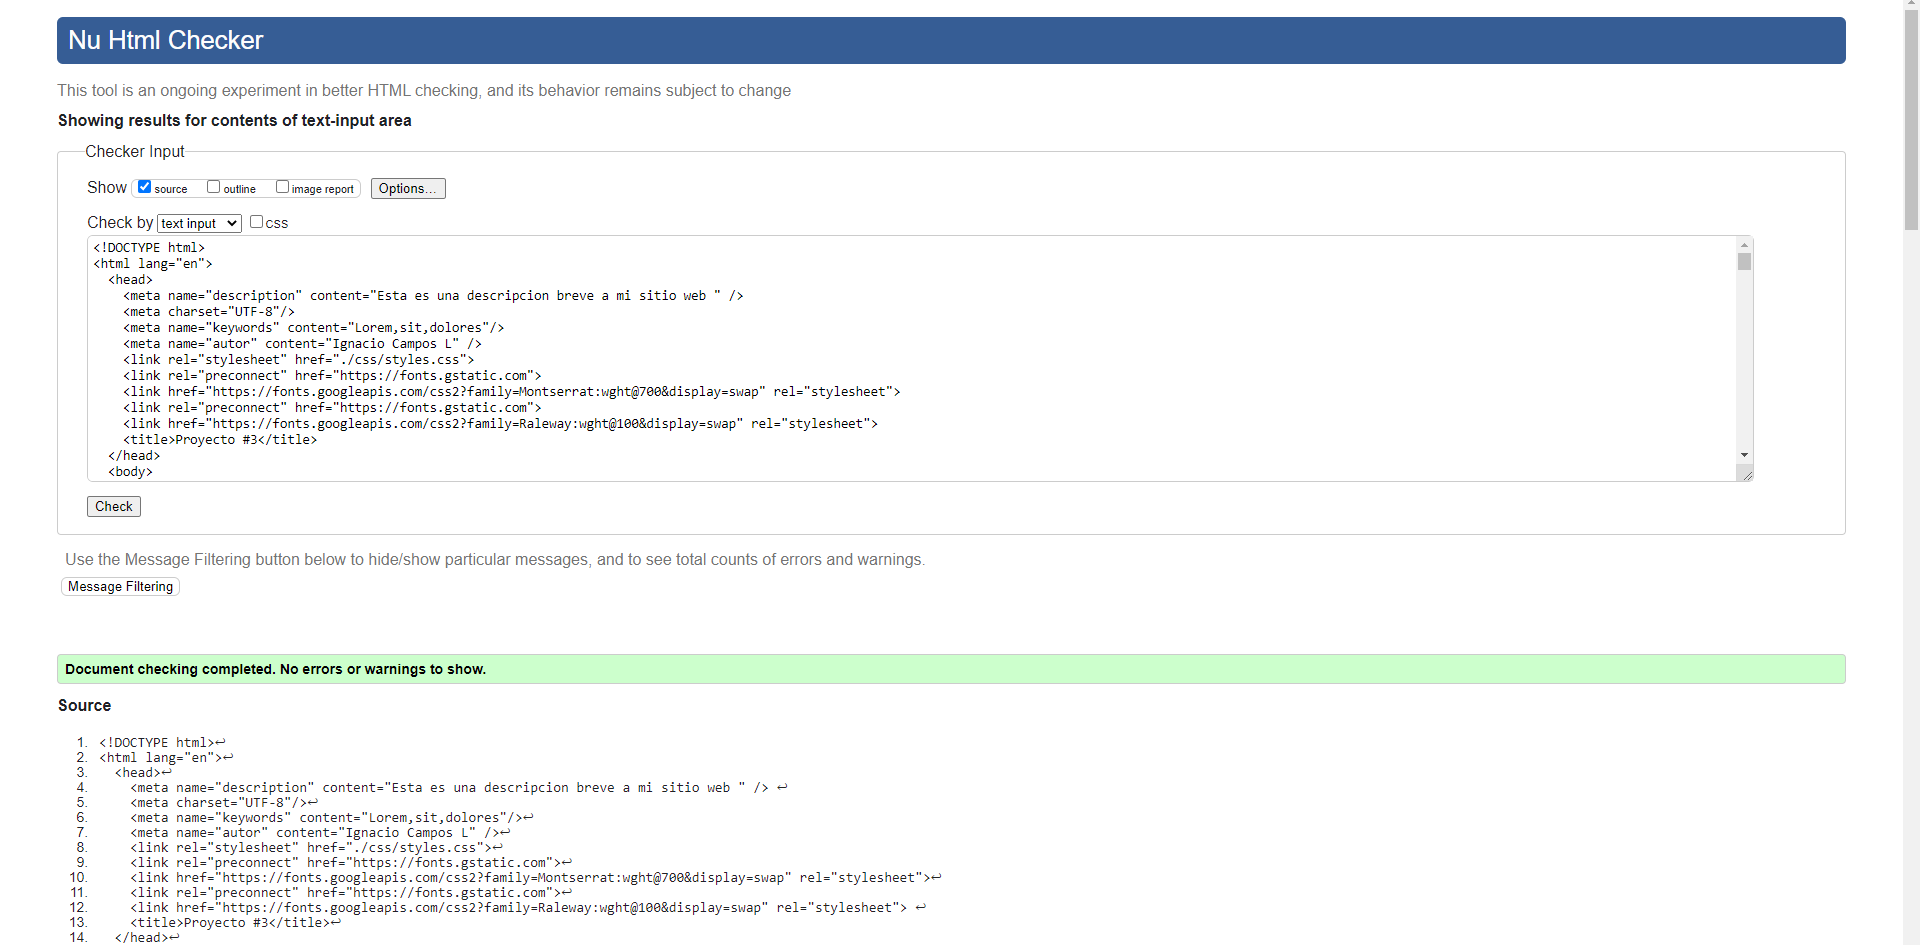 Nu Html Checker
This tool is an ongoing experiment in better HTML checking, and its behavior remains subject to change
Showing results for contents of text-input area
Checker Input
Show source outline image report Options...
Check by text input css
<!DOCTYPE html>
<html lang="en">
<head>
<meta name="description" content="Esta es una descripcion breve a mi sitio web " />
<meta charset="UTF-8"/>
<meta name="keywords" content="Lorem,sit,dolores"/>
<meta name="autor" content="Ignacio Campos L" />
<link rel="stylesheet" href="./css/styles.css">
<link rel="preconnect" href="https://fonts.gstatic.com">
<link href="https://fonts.googleapis.com/css2?family=Montserrat:wght@700&display=swap" rel="stylesheet">
<link rel="preconnect" href="https://fonts.gstatic.com">
<link href="https://fonts.googleapis.com/css2?family=Raleway:wght@100&display=swap" rel="stylesheet">
<title>Proyecto #3</title>
</head>
<body>
Check
Use the Message Filtering button below to hide/show particular messages, and to see total counts of errors and warnings.
Message Filtering
Document checking completed. No errors or warnings to show.
Source
1. <!DOCTYPE html>↩
2. <html lang="en">↩
3. <head>↩
4. <meta name="description" content="Esta es una descripcion breve a mi sitio web " /> ↩
5. <meta charset="UTF-8"/>↩
6. <meta name="keywords" content="Lorem,sit,dolores"/>↩
7. <meta name="autor" content="Ignacio Campos L" />↩
8. <link rel="stylesheet" href="./css/styles.css">↩
9. <link rel="preconnect" href="https://fonts.gstatic.com">↩
10. <link href="https://fonts.googleapis.com/css2?family=Montserrat:wght@700&display=swap" rel="stylesheet">↩
11. <link rel="preconnect" href="https://fonts.gstatic.com">↩
12. <link href="https://fonts.googleapis.com/css2?family=Raleway:wght@100&display=swap" rel="stylesheet"> ↩
13. <title>Proyecto #3</title>↩
14. </head>↩